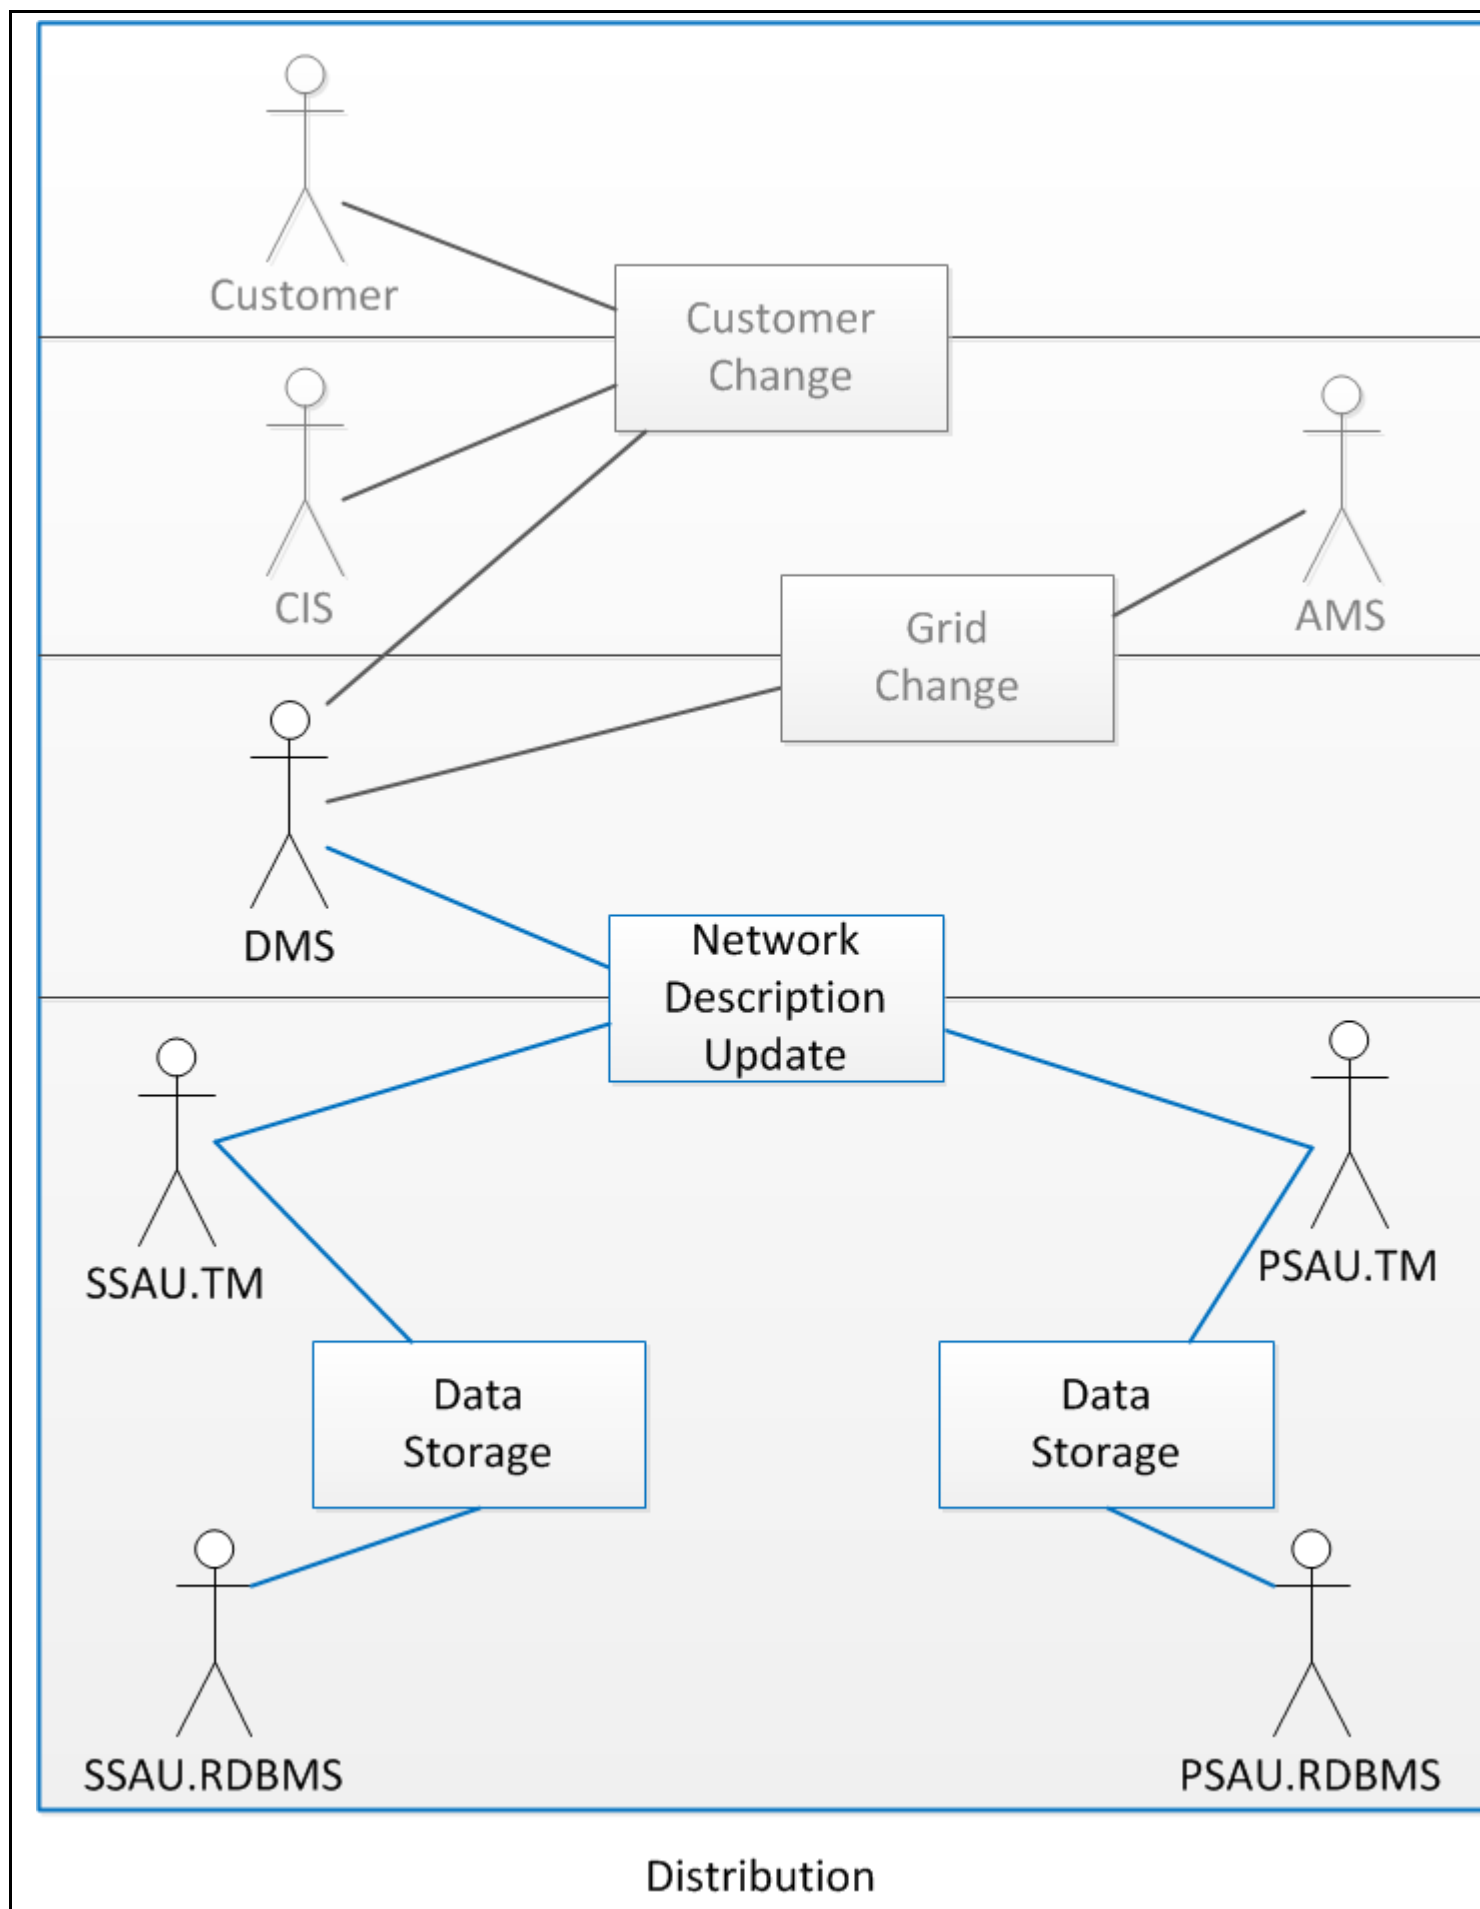 Customer
Customer
Change
CIS
Grid
Change
AMS
DMS
Network
Description
Update
SSAU.TM
PSAU.TM
Data
Storage
Data
Storage
SSAU.RDBMS
PSAU.RDBMS
Distribution